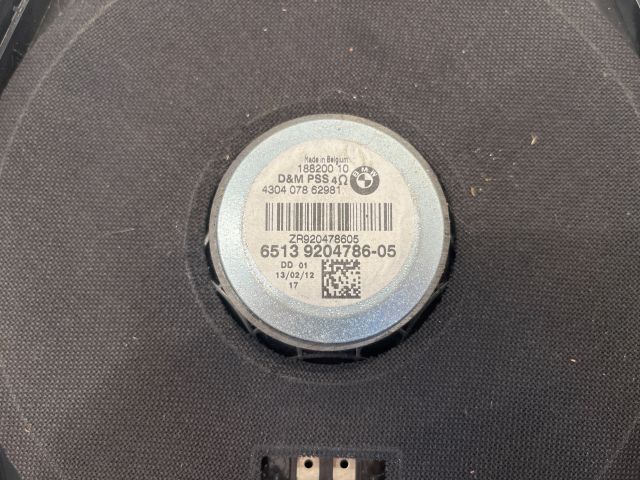 Made in Belgium
188200 10
D&M PSS 4Ω
BMW
4304 078 62981
ZR920478605
6513 9204786-05
DD 01
13/02/12
17